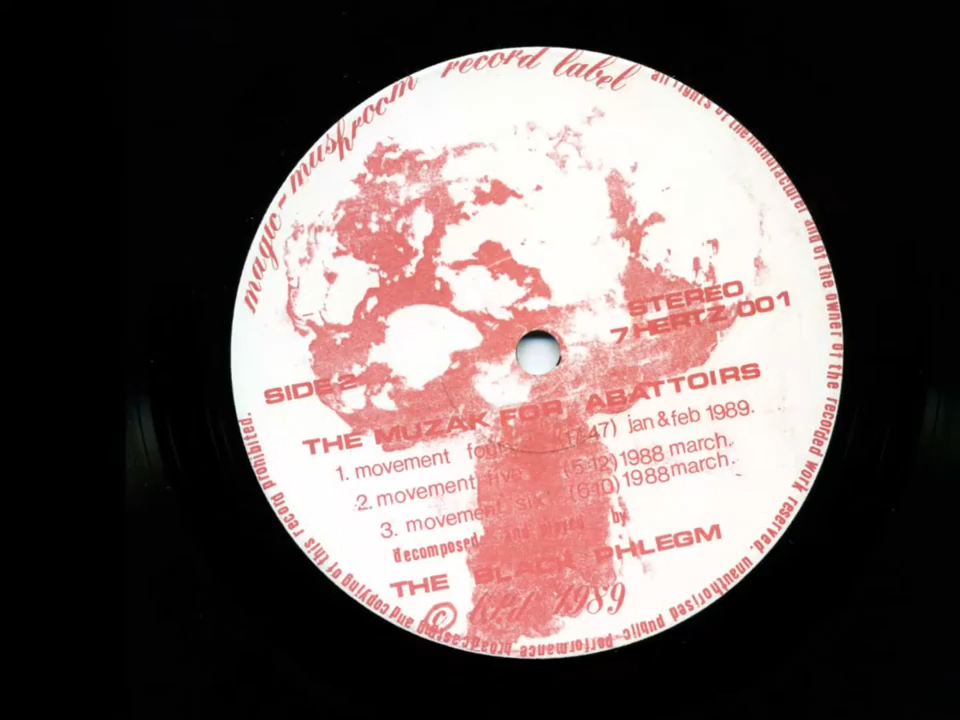 magic-mushroom record label
all rights of the manufacturer and of the owner of the recorded work reserved. unauthorised public performance broadcasting and copying of this record prohibited.
STEREO
7 HERTZ 001
SIDE 2
THE MUZAK FOR ABATTOIRS
1. movement four (17:47) jan & feb 1989.
2. movement five (5:12) 1988 march.
3. movement six (6:10) 1988 march.
decomposed and played by
THE BLACK PHLEGM
© 1989